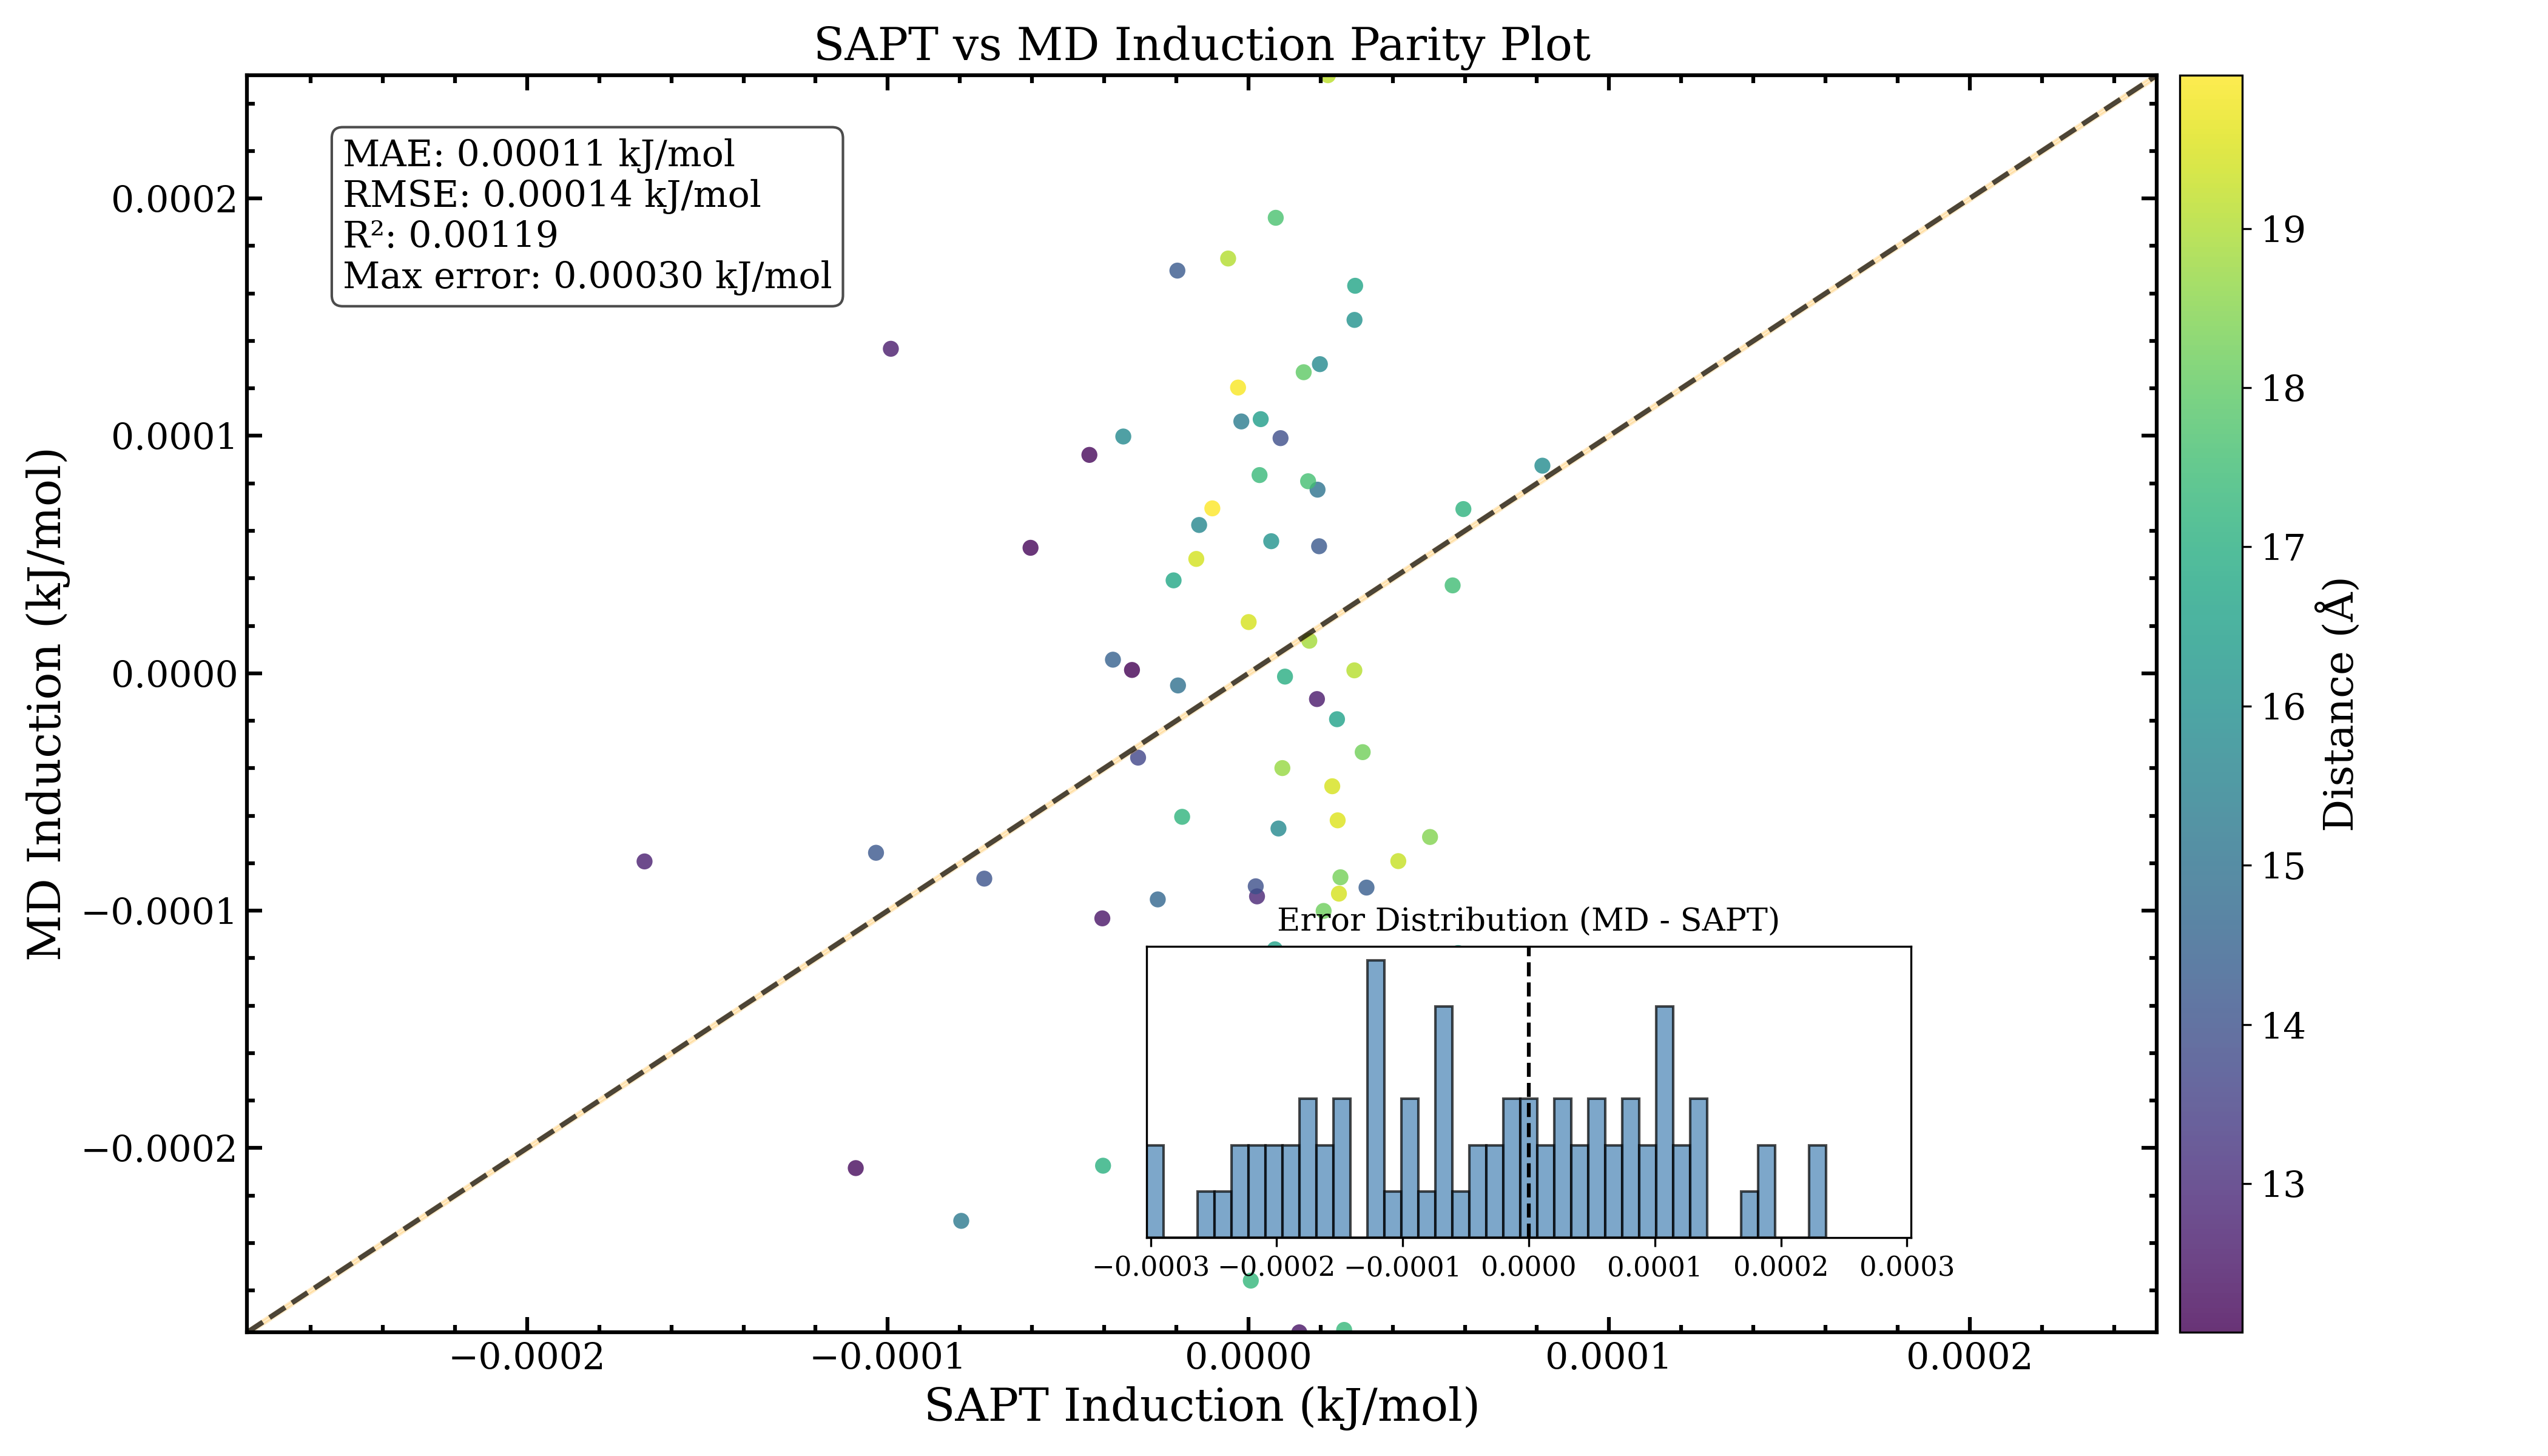 SAPT vs MD Induction Parity Plot
MAE: 0.00011 kJ/mol
RMSE: 0.00014 kJ/mol
R²: 0.00119
Max error: 0.00030 kJ/mol
MD Induction (kJ/mol)
0.0002
0.0001
0.0000
−0.0001
−0.0002
Error Distribution (MD - SAPT)
−0.0003 −0.0002 −0.0001 0.0000 0.0001 0.0002 0.0003
−0.0002 −0.0001 0.0000 0.0001 0.0002
SAPT Induction (kJ/mol)
19
18
17
16
15
14
13
Distance (Å)